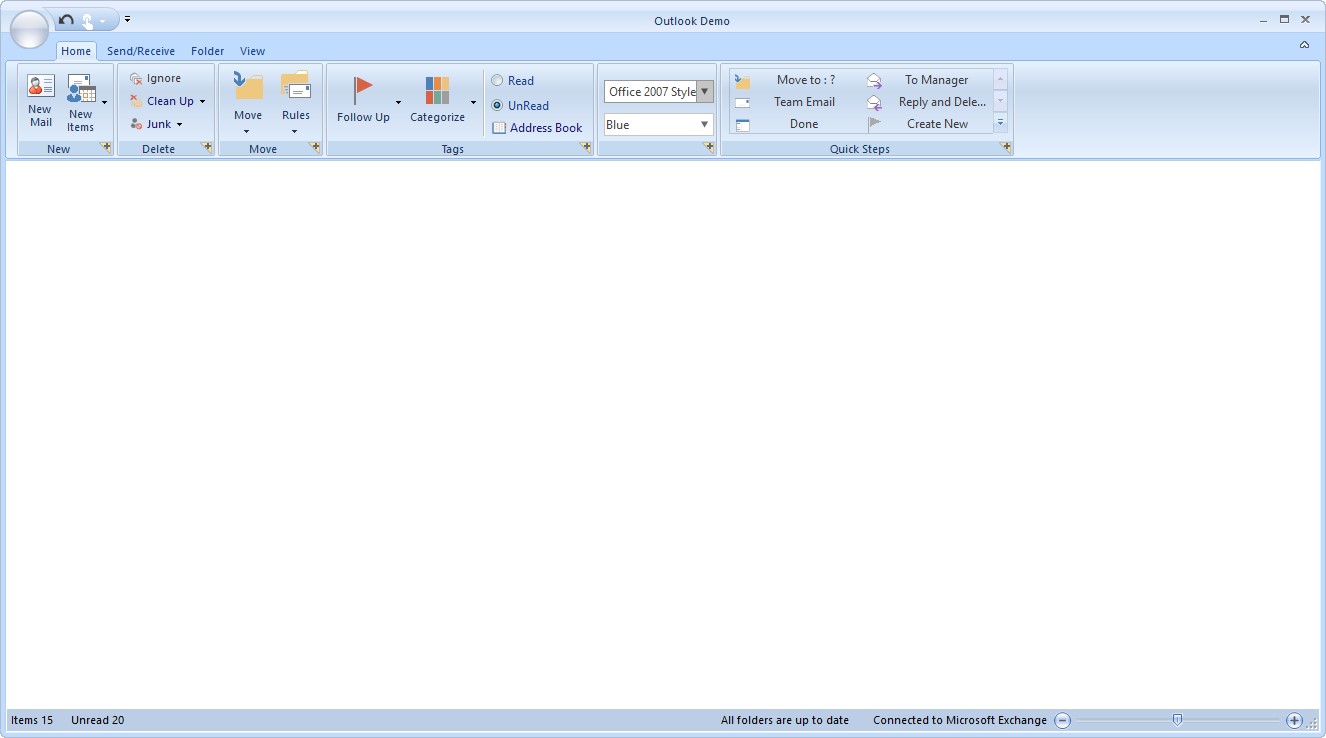 Outlook Demo
Home Send/Receive Folder View
New Mail
New Items
New
Ignore
Clean Up
Junk
Delete
Move
Rules
Move
Follow Up
Categorize
Read
UnRead
Address Book
Tags
Office 2007 Style
Blue
Move to : ? To Manager
Team Email Reply and Dele...
Done Create New
Quick Steps
Items 15 Unread 20 All folders are up to date Connected to Microsoft Exchange